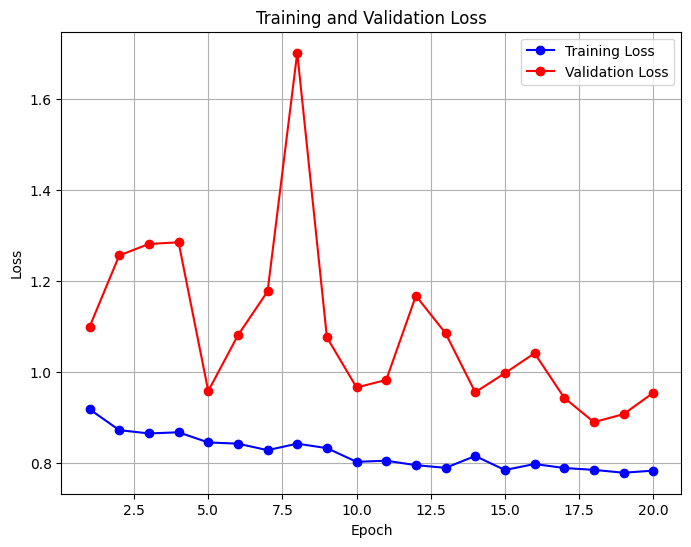 Training and Validation Loss
Training Loss
Validation Loss
1.6
1.4
1.2
1.0
0.8
Loss
2.5 5.0 7.5 10.0 12.5 15.0 17.5 20.0
Epoch